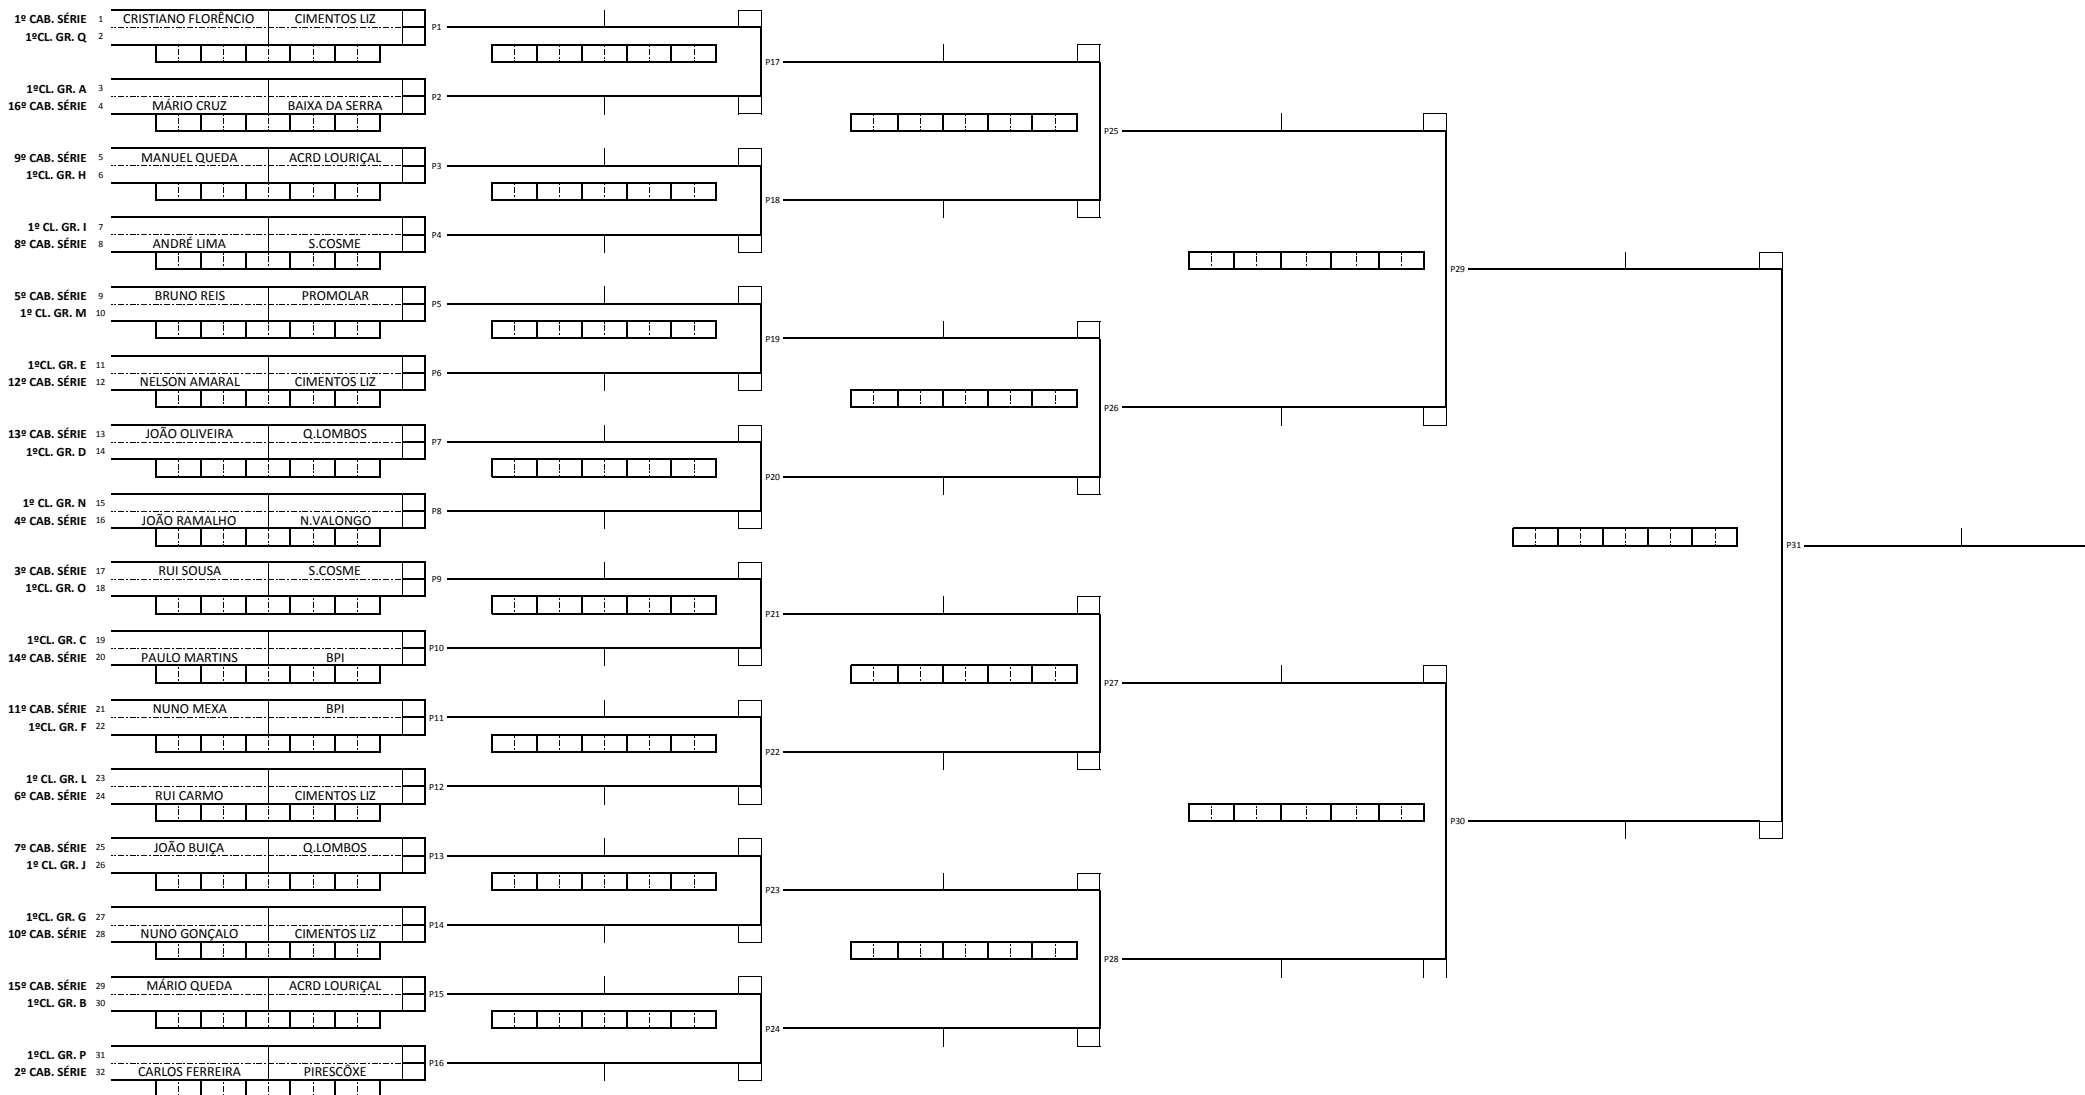 1º CAB. SÉRIE 1 CRISTIANO FLORÊNCIO CIMENTOS LIZ
P1
1ºCL. GR. Q 2
P17
1ºCL. GR. A 3
P2
16º CAB. SÉRIE 4 MÁRIO CRUZ BAIXA DA SERRA
P25
9º CAB. SÉRIE 5 MANUEL QUEDA ACRD LOURIÇAL
P3
1ºCL. GR. H 6
P18
1º CL. GR. I 7
P4
8º CAB. SÉRIE 8 ANDRÉ LIMA S.COSME
P29
5º CAB. SÉRIE 9 BRUNO REIS PROMOLAR
P5
1º CL. GR. M 10
P19
1ºCL. GR. E 11
P6
12º CAB. SÉRIE 12 NELSON AMARAL CIMENTOS LIZ
P26
13º CAB. SÉRIE 13 JOÃO OLIVEIRA Q.LOMBOS
P7
1ºCL. GR. D 14
P20
1º CL. GR. N 15
P8
4º CAB. SÉRIE 16 JOÃO RAMALHO N.VALONGO
P31
3º CAB. SÉRIE 17 RUI SOUSA S.COSME
P9
1ºCL. GR. O 18
P21
1ºCL. GR. C 19
P10
14º CAB. SÉRIE 20 PAULO MARTINS BPI
P27
11º CAB. SÉRIE 21 NUNO MEXA BPI
P11
1ºCL. GR. F 22
P22
1º CL. GR. L 23
P12
6º CAB. SÉRIE 24 RUI CARMO CIMENTOS LIZ
P30
7º CAB. SÉRIE 25 JOÃO BUIÇA Q.LOMBOS
P13
1º CL. GR. J 26
P23
1ºCL. GR. G 27
P14
10º CAB. SÉRIE 28 NUNO GONÇALO CIMENTOS LIZ
P28
15º CAB. SÉRIE 29 MÁRIO QUEDA ACRD LOURIÇAL
P15
1ºCL. GR. B 30
P24
1ºCL. GR. P 31
P16
2º CAB. SÉRIE 32 CARLOS FERREIRA PIRESCÔXE